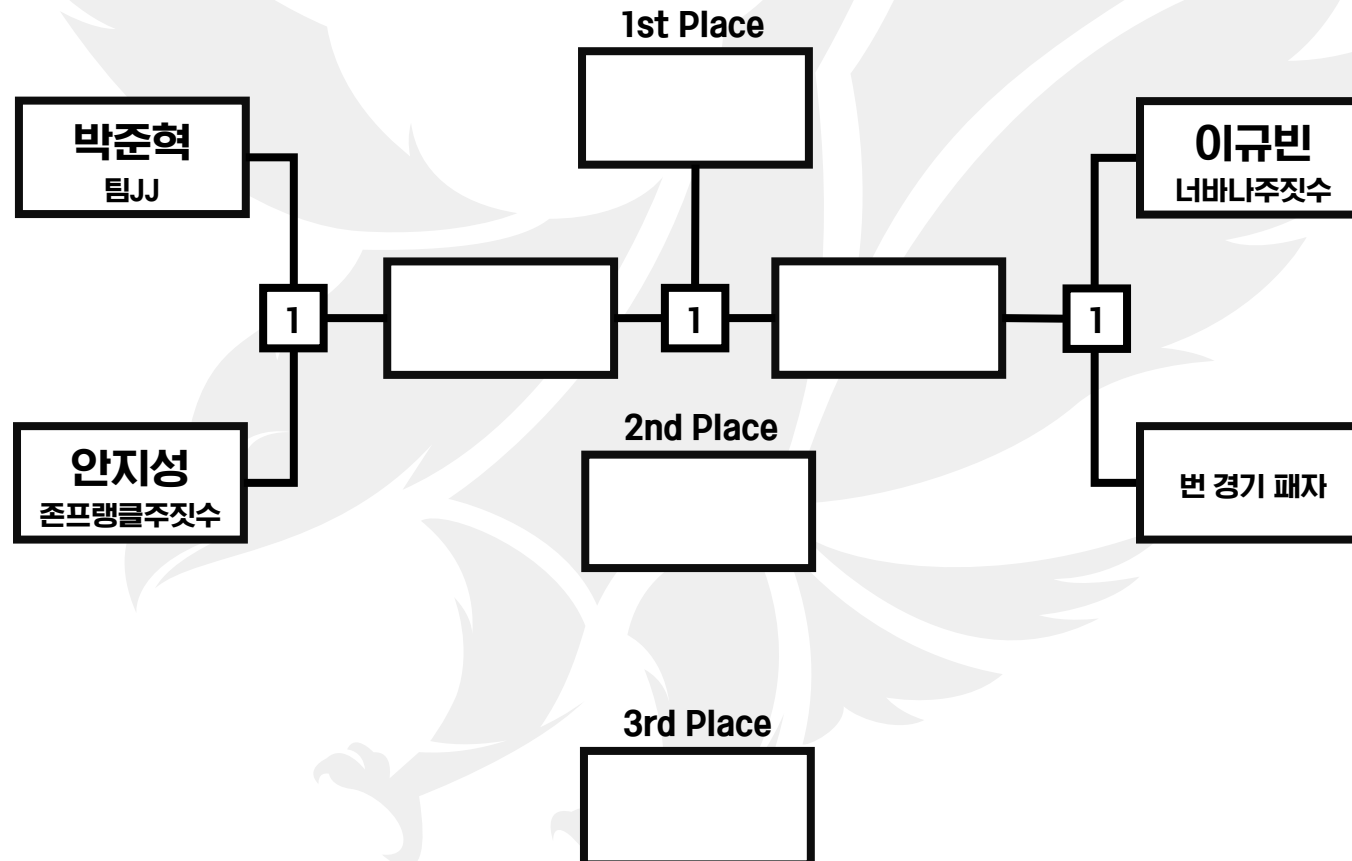 1st Place
박준혁
팀JJ
이규빈
너바나주짓수
1
1
1
2nd Place
안지성
존프랭클주짓수
번 경기 패자
3rd Place